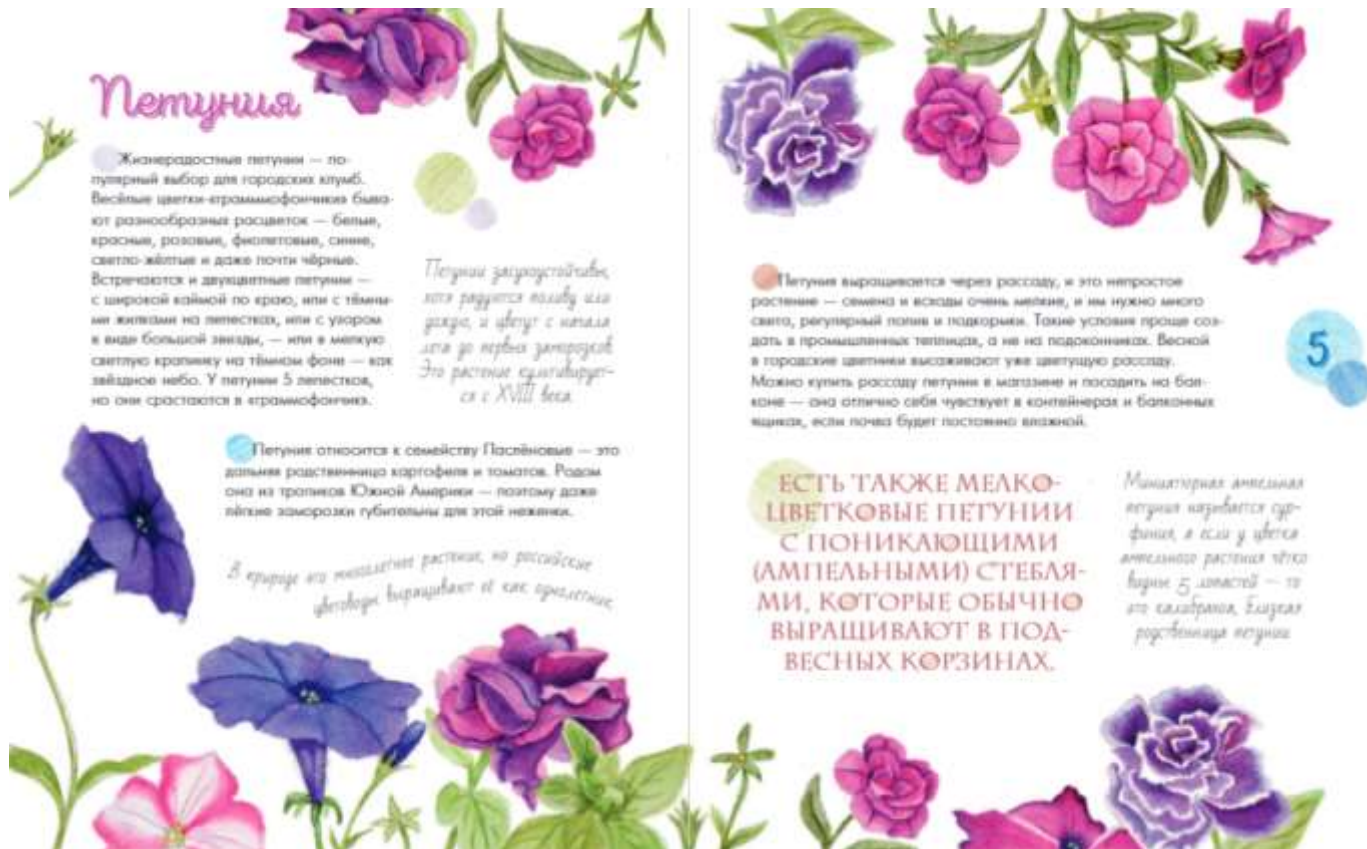 Петуния
Жизнерадостные петунии — по-
пулярный выбор для городских клумб.
Весёлые цветки-«граммофончики» быва-
ют разнообразных расцветок — белые,
красные, розовые, фиолетовые, синие,
светло-жёлтые и даже почти чёрные.
Встречаются и двухцветные петунии —
с широкой каймой по краю, или с тёмны-
ми жилками на лепестках, или с узором
в виде большой звезды, — или в мелкую
светлую крапинку на тёмном фоне — как
звёздное небо. У петунии 5 лепестков,
но они срастаются в «граммофончик».
Петунии засухоустойчивы,
хотя радуются поливу или
дождю, и цветут с начала
лета до первых заморозков
Это растение культивирует-
ся с XVIII века.
Петуния относится к семейству Паслёновые — это
дальняя родственница картофеля и томатов. Родом
она из тропиков Южной Америки — поэтому даже
лёгкие заморозки губительны для этой неженки.
В природе это многолетнее растение, но российские
цветоводы выращивают её как однолетник
Петуния выращивается через рассаду, и это непростое
растение — семена и всходы очень мелкие, и им нужно много
света, регулярный полив и подкормки. Такие условия проще соз-
дать в промышленных теплицах, а не на подоконниках. Весной
в городские цветники высаживают уже цветущую рассаду.
Можно купить рассаду петунии в магазине и посадить на бал-
коне — она отлично себя чувствует в контейнерах и балконных
ящиках, если почва будет постоянно влажной.
5
ЕСТЬ ТАКЖЕ МЕЛКО-
ЦВЕТКОВЫЕ ПЕТУНИИ
С ПОНИКАЮЩИМИ
(АМПЕЛЬНЫМИ) СТЕБЛЯ-
МИ, КОТОРЫЕ ОБЫЧНО
ВЫРАЩИВАЮТ В ПОД-
ВЕСНЫХ КОРЗИНАХ.
Миниатюрная ампельная
петуния называется сур-
финия, а если у цветка
ампельного растения чётко
видны 5 лопастей — то
это калибрахоа, близкая
родственница петунии